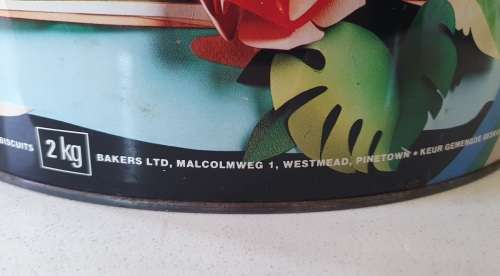 BISCUITS 2 kg BAKERS LTD, MALCOLMWEG 1, WESTMEAD, PINETOWN • KEUR GEMENGDE